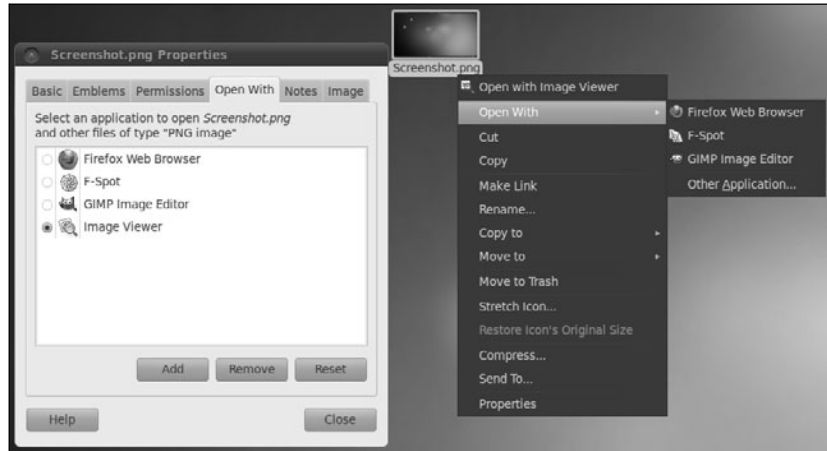 Screenshot.png Properties
Basic Emblems Permissions Open With Notes Image
Select an application to open Screenshot.png
and other files of type "PNG image"
Firefox Web Browser
F-Spot
GIMP Image Editor
Image Viewer
Add Remove Reset
Help Close
Screenshot.png
Open with Image Viewer
Open With
Cut
Copy
Make Link
Rename...
Copy to
Move to
Move to Trash
Stretch Icon...
Restore Icon's Original Size
Compress...
Send To...
Properties
Firefox Web Browser
F-Spot
GIMP Image Editor
Other Application...